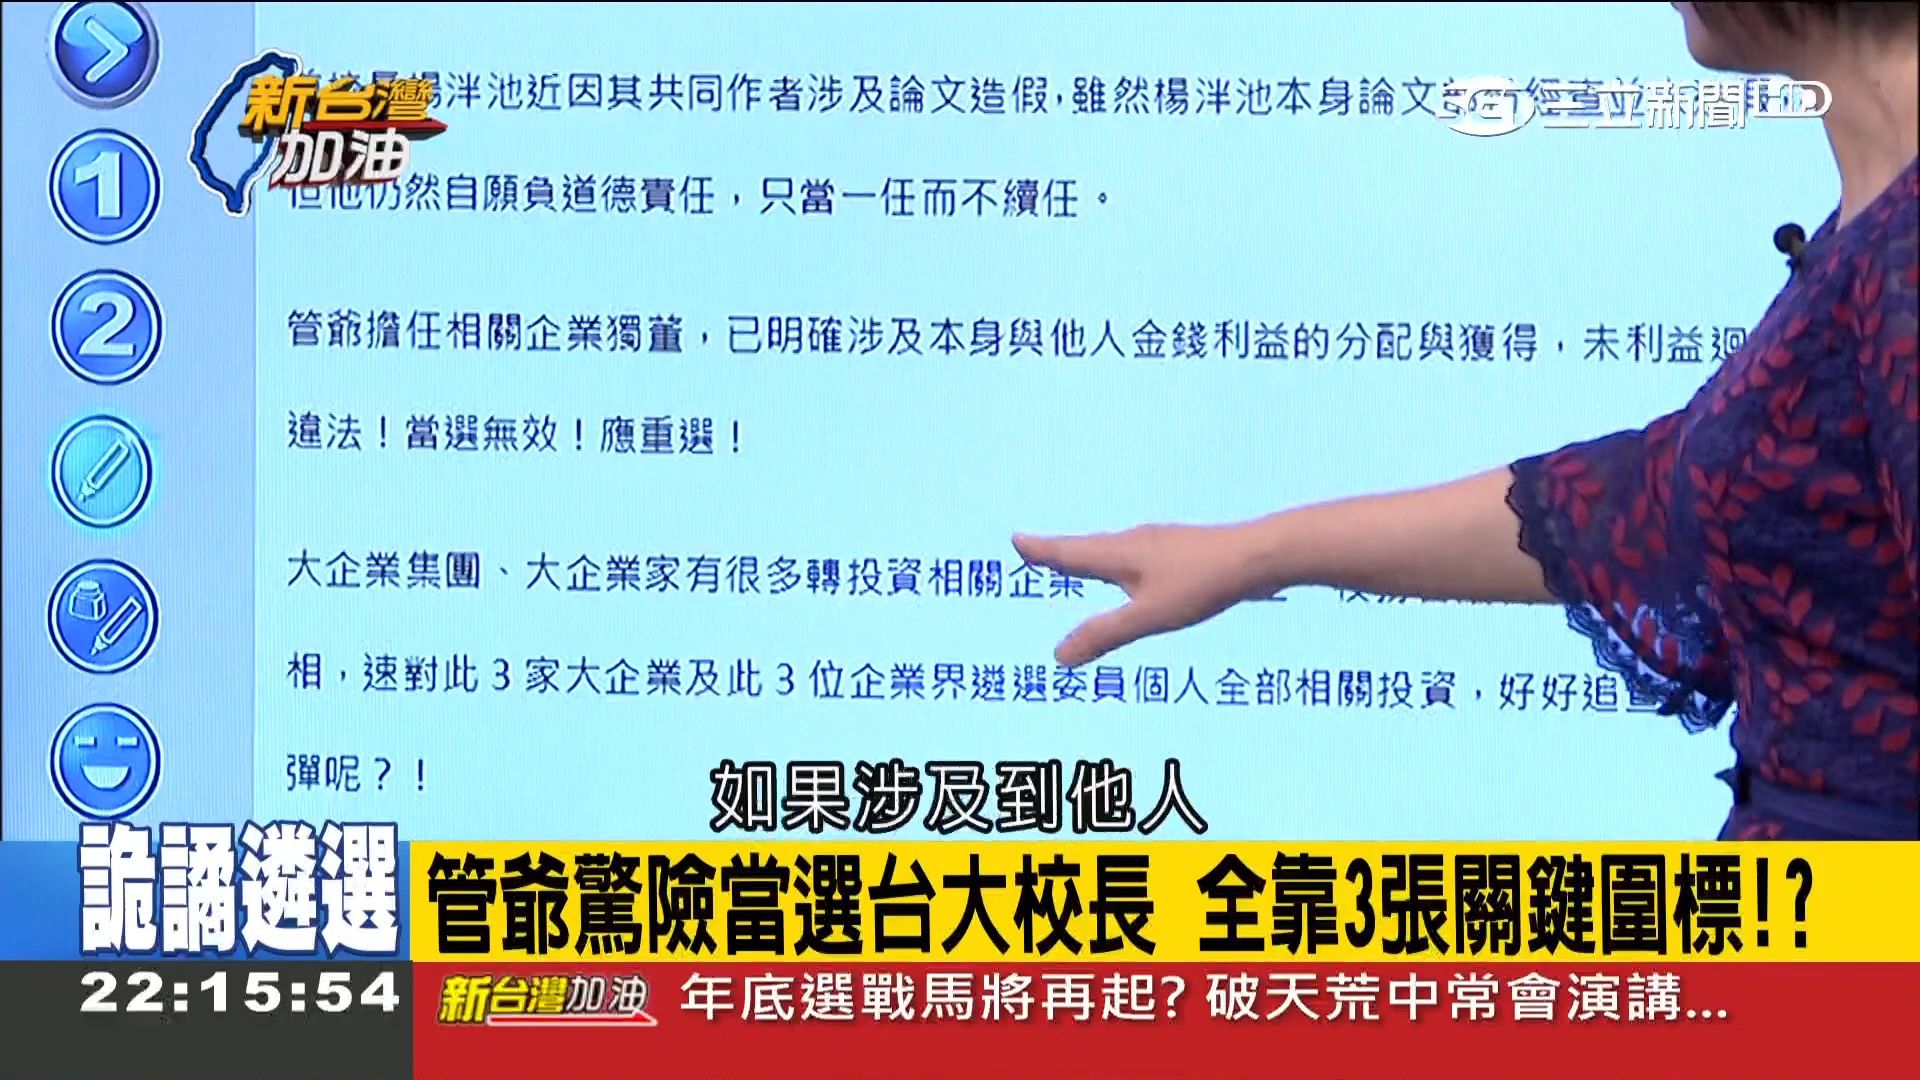 新台灣加油
楊泮池近因其共同作者涉及論文造假，雖然楊泮池本身論文
三立新聞HD
然自願負道德責任，只當一任而不續任。
管爺擔任相關企業獨董，已明確涉及本身與他人金錢利益的分配與獲得，未利益迴
違法！當選無效！應重選！
大企業集團、大企業家有很多轉投資相關企業
相，速對此3家大企業及此3位企業界遴選委員個人全部相關投資，好好追
彈呢？！
1
2
如果涉及到他人
詭譎遴選
管爺驚險當選台大校長 全靠3張關鍵圍標!?
22:15:54
新台灣加油
年底選戰馬將再起? 破天荒中常會演講...